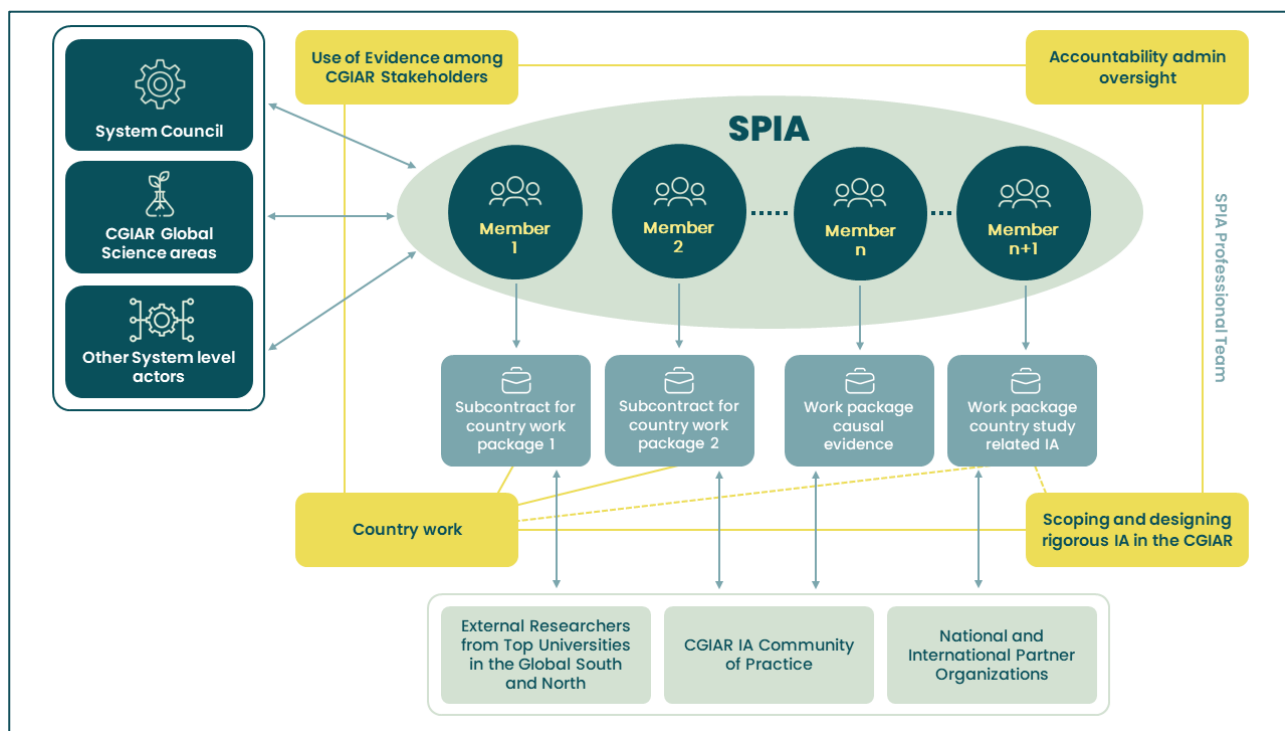 System Council
CGIAR Global
Science areas
Other System level
actors
Use of Evidence among
CGIAR Stakeholders
Accountability admin
oversight
SPIA
Member
1
Member
2
Member
n
Member
n+1
SPIA Professional Team
Subcontract for
country work
package 1
Subcontract for
country work
package 2
Work package
causal
evidence
Work package
country study
related IA
Country work
Scoping and designing
rigorous IA in the CGIAR
External Researchers
from Top Universities
in the Global South
and North
CGIAR IA Community
of Practice
National and
International Partner
Organizations